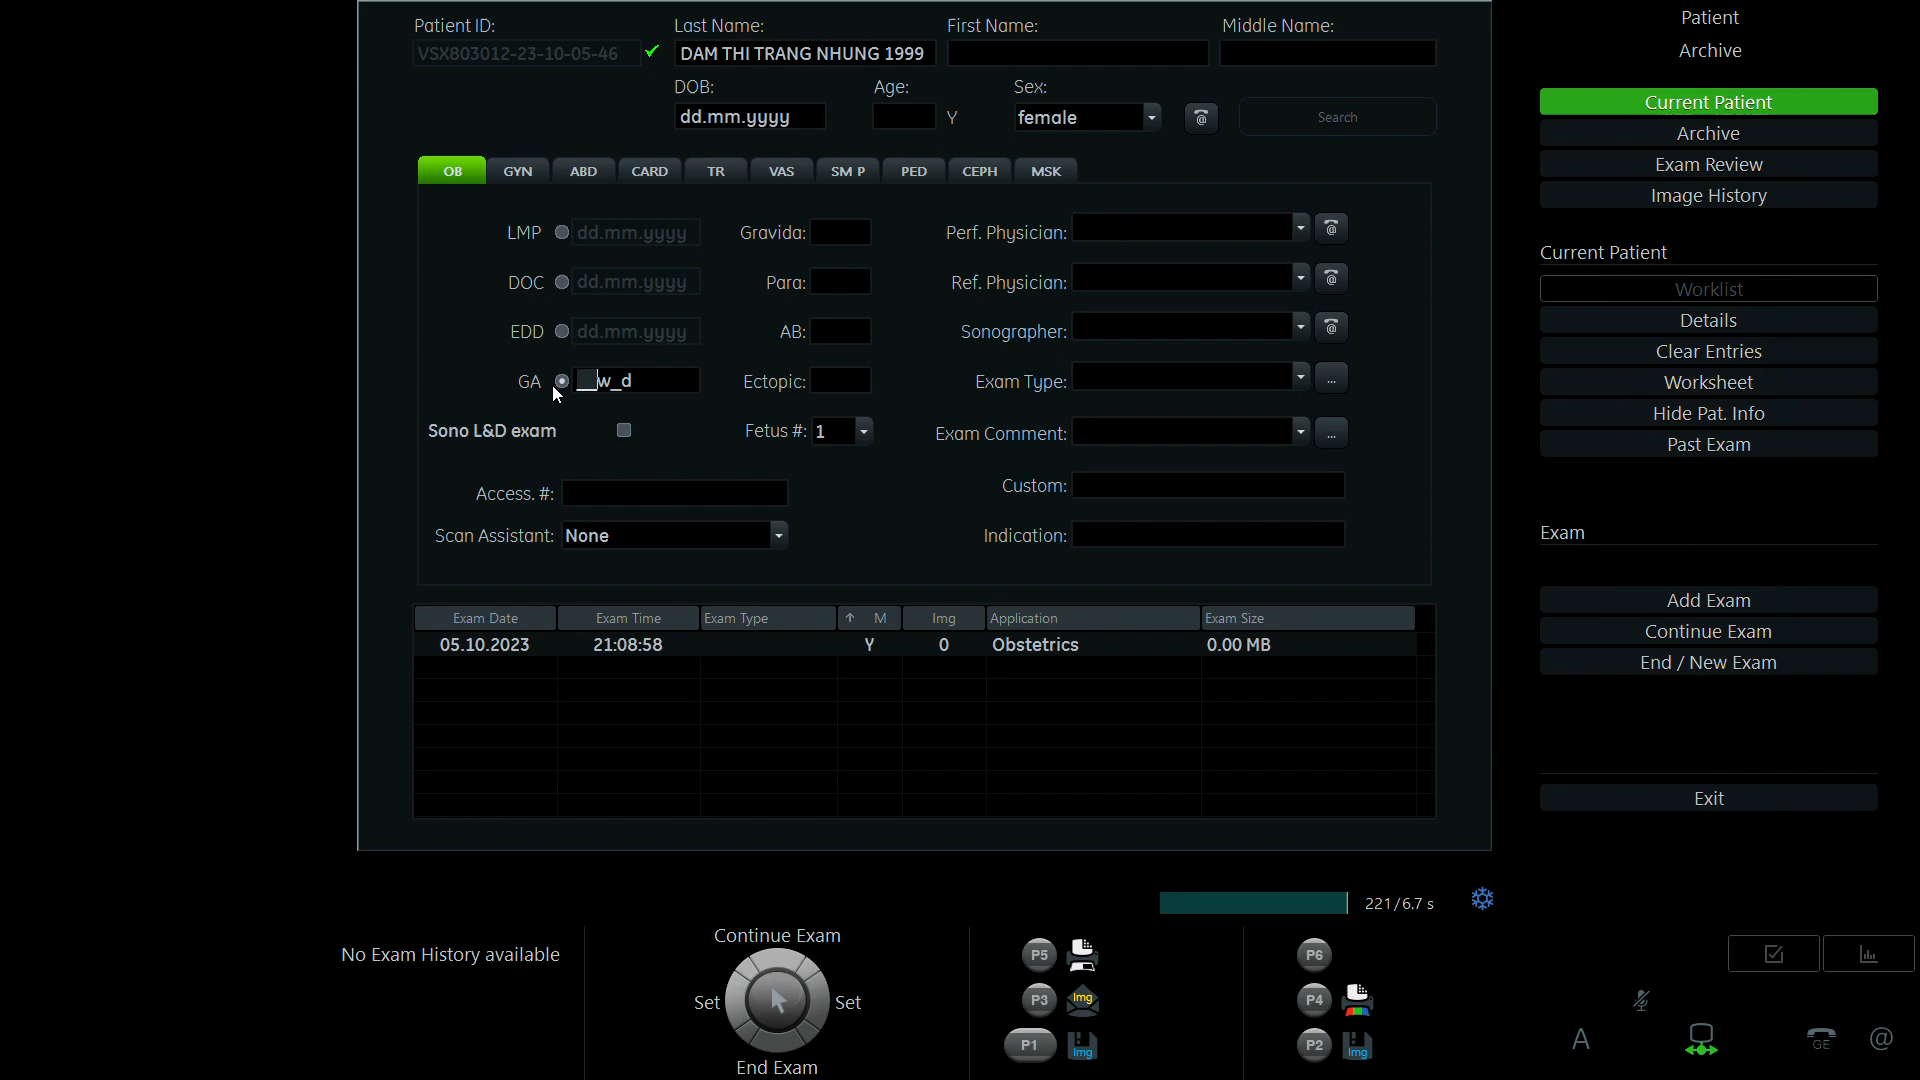 Patient ID: Last Name: First Name: Middle Name:
VSX803012-23-10-05-46 DAM THI TRANG NHUNG 1999
DOB: Age: Sex:
dd.mm.yyyy Y female @ Search
OB GYN ABD CARD TR VAS SM P PED CEPH MSK
LMP dd.mm.yyyy Gravida: Perf. Physician: @
DOC dd.mm.yyyy Para: Ref. Physician: @
EDD dd.mm.yyyy AB: Sonographer: @
GA __w_d Ectopic: Exam Type: ...
Sono L&D exam Fetus #: 1 Exam Comment: ...
Access. #: Custom:
Scan Assistant: None Indication:
Exam Date Exam Time Exam Type ↑ M Img Application Exam Size
05.10.2023 21:08:58 Y 0 Obstetrics 0.00 MB
Patient
Archive
Current Patient
Archive
Exam Review
Image History
Current Patient
Worklist
Details
Clear Entries
Worksheet
Hide Pat. Info
Past Exam
Exam
Add Exam
Continue Exam
End / New Exam
Exit
221/6.7 s
No Exam History available
Continue Exam
Set Set
End Exam
P5
P3 Img
P1 Img
P6
P4
P2 Img
A GE @